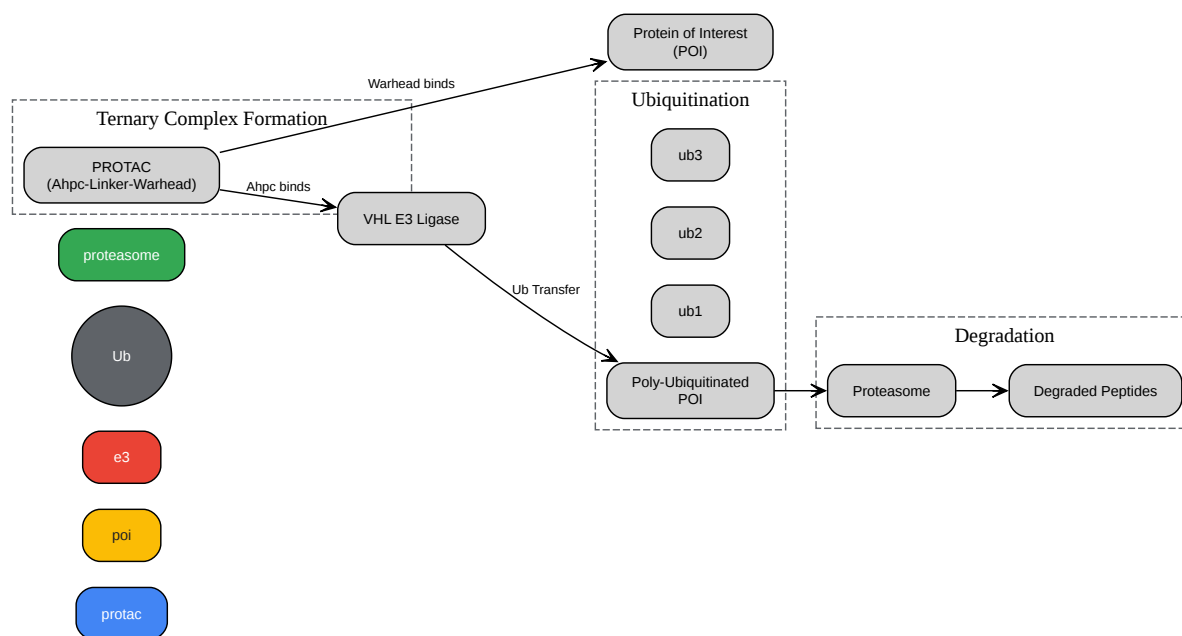 Protein of Interest
(POI)
Warhead binds
Ubiquitination
Ternary Complex Formation
ub3
PROTAC
(Ahpc-Linker-Warhead)
Ahpc binds
VHL E3 Ligase
ub2
proteasome
Ub Transfer
ub1
Degradation
Ub
Poly-Ubiquitinated
POI
Proteasome
Degraded Peptides
e3
poi
protac